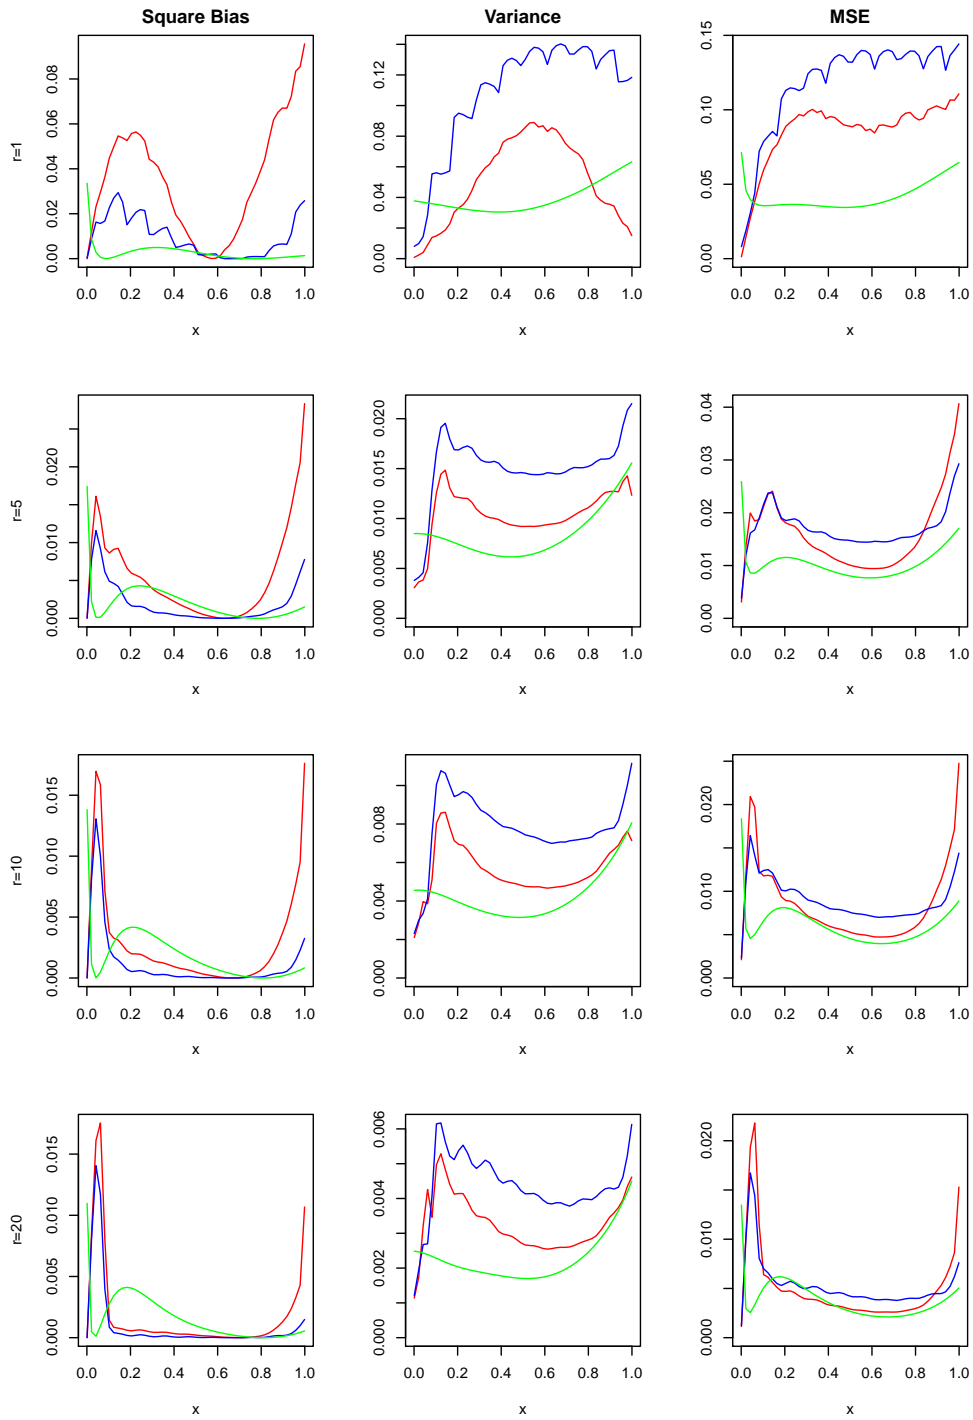 Square Bias Variance MSE
r=1
0.00 0.02 0.04 0.06 0.08
0.00 0.04 0.08 0.12
0.00 0.05 0.10 0.15
0.0 0.2 0.4 0.6 0.8 1.0 0.0 0.2 0.4 0.6 0.8 1.0 0.0 0.2 0.4 0.6 0.8 1.0
x x x
r=5
0.000 0.010 0.020
0.000 0.005 0.010 0.015 0.020
0.00 0.01 0.02 0.03 0.04
0.0 0.2 0.4 0.6 0.8 1.0 0.0 0.2 0.4 0.6 0.8 1.0 0.0 0.2 0.4 0.6 0.8 1.0
x x x
r=10
0.000 0.005 0.010 0.015
0.000 0.004 0.008
0.000 0.010 0.020
0.0 0.2 0.4 0.6 0.8 1.0 0.0 0.2 0.4 0.6 0.8 1.0 0.0 0.2 0.4 0.6 0.8 1.0
x x x
r=20
0.000 0.005 0.010 0.015
0.000 0.002 0.004 0.006
0.000 0.010 0.020
0.0 0.2 0.4 0.6 0.8 1.0 0.0 0.2 0.4 0.6 0.8 1.0 0.0 0.2 0.4 0.6 0.8 1.0
x x x